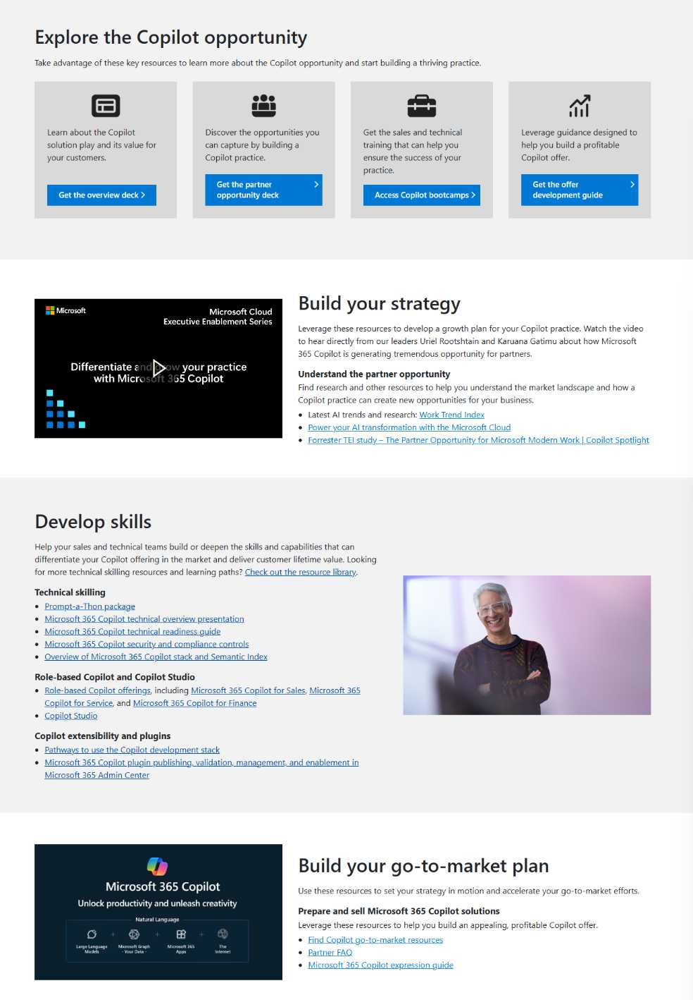 Explore the Copilot opportunity
Take advantage of these key resources to learn more about the Copilot opportunity and start building a thriving practice.
Learn about the Copilot
solution play and its value for
your customers.
Get the overview deck
Discover the opportunities you
can capture by building a
Copilot practice.
Get the partner
opportunity deck
Get the sales and technical
training that can help you
ensure the success of your
practice.
Access Copilot bootcamps
Leverage guidance designed to
help you build a profitable
Copilot offer.
Get the offer
development guide
Microsoft
Microsoft Cloud
Executive Enablement Series
Differentiate and grow your practice
with Microsoft 365 Copilot
Build your strategy
Leverage these resources to develop a growth plan for your Copilot practice. Watch the video
to hear directly from our leaders Uriel Rootshtain and Karuana Gatimu about how Microsoft
365 Copilot is generating tremendous opportunity for partners.
Understand the partner opportunity
Find research and other resources to help you understand the market landscape and how a
Copilot practice can create new opportunities for your business.
• Latest AI trends and research: Work Trend Index
• Power your AI transformation with the Microsoft Cloud
• Forrester TEI study – The Partner Opportunity for Microsoft Modern Work | Copilot Spotlight
Develop skills
Help your sales and technical teams build or deepen the skills and capabilities that can
differentiate your Copilot offering in the market and deliver customer lifetime value. Looking
for more technical skilling resources and learning paths? Check out the resource library.
Technical skilling
• Prompt-a-Thon package
• Microsoft 365 Copilot technical overview presentation
• Microsoft 365 Copilot technical readiness guide
• Microsoft 365 Copilot security and compliance controls
• Overview of Microsoft 365 Copilot stack and Semantic Index
Role-based Copilot and Copilot Studio
• Role-based Copilot offerings, including Microsoft 365 Copilot for Sales, Microsoft 365
Copilot for Service, and Microsoft 365 Copilot for Finance
• Copilot Studio
Copilot extensibility and plugins
• Pathways to use the Copilot development stack
• Microsoft 365 Copilot plugin publishing, validation, management, and enablement in
Microsoft 365 Admin Center
Microsoft 365 Copilot
Unlock productivity and unleash creativity
Natural Language
Large Language
Models
+
Microsoft Graph
- Your Data -
+
Microsoft 365
Apps
+
The
Internet
Build your go-to-market plan
Use these resources to set your strategy in motion and accelerate your go-to-market efforts.
Prepare and sell Microsoft 365 Copilot solutions
Leverage these resources to help you build an appealing, profitable Copilot offer.
• Find Copilot go-to-market resources
• Partner FAQ
• Microsoft 365 Copilot expression guide